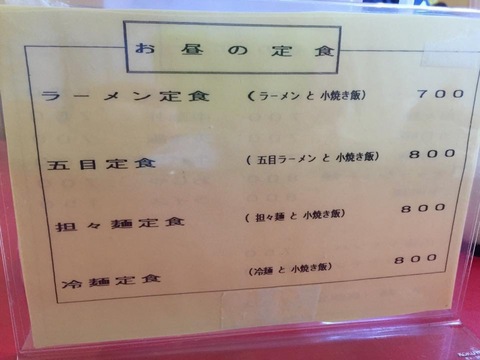 お昼の定食
ラーメン定食 (ラーメン と 小焼き飯) 700
五目定食 (五目ラーメン と 小焼き飯) 800
担々麺定食 (担々麺 と 小焼き飯) 800
冷麺定食 (冷麺 と 小焼き飯) 800